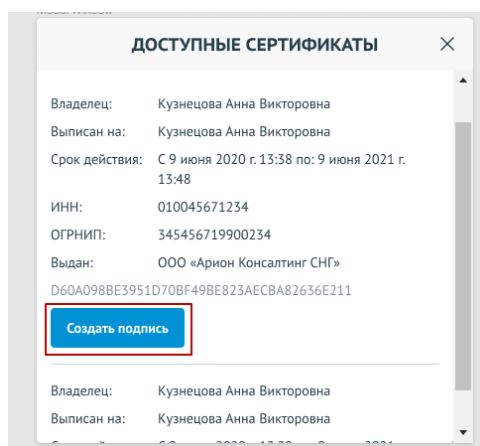 ДОСТУПНЫЕ СЕРТИФИКАТЫ
Владелец: Кузнецова Анна Викторовна
Выписан на: Кузнецова Анна Викторовна
Срок действия: С 9 июня 2020 г. 13:38 по: 9 июня 2021 г.
13:48
ИНН: 010045671234
ОГРНИП: 345456719900234
Выдан: ООО «Арион Консалтинг СНГ»
D60A098BE3951D70BF49BE823AECBA82636E211
Создать подпись
Владелец: Кузнецова Анна Викторовна
Выписан на: Кузнецова Анна Викторовна